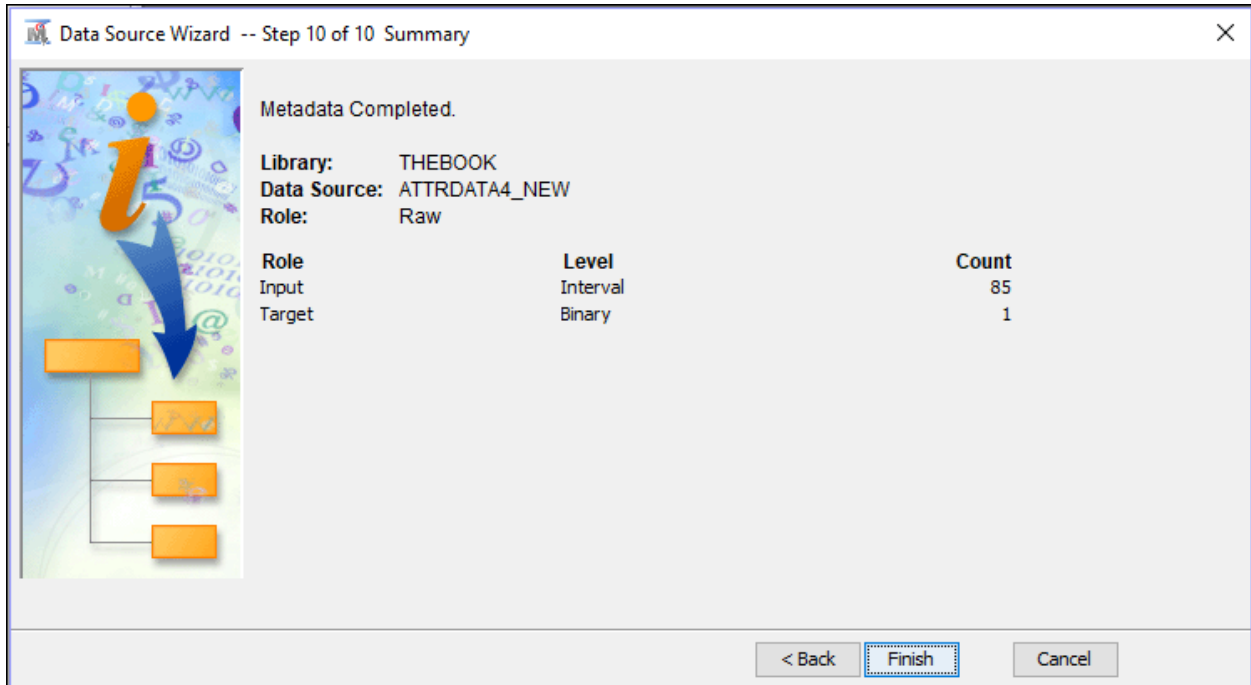 Data Source Wizard -- Step 10 of 10 Summary
Metadata Completed.
Library: THEBOOK
Data Source: ATTRDATA4_NEW
Role: Raw
Role Level Count
Input Interval 85
Target Binary 1
< Back Finish Cancel